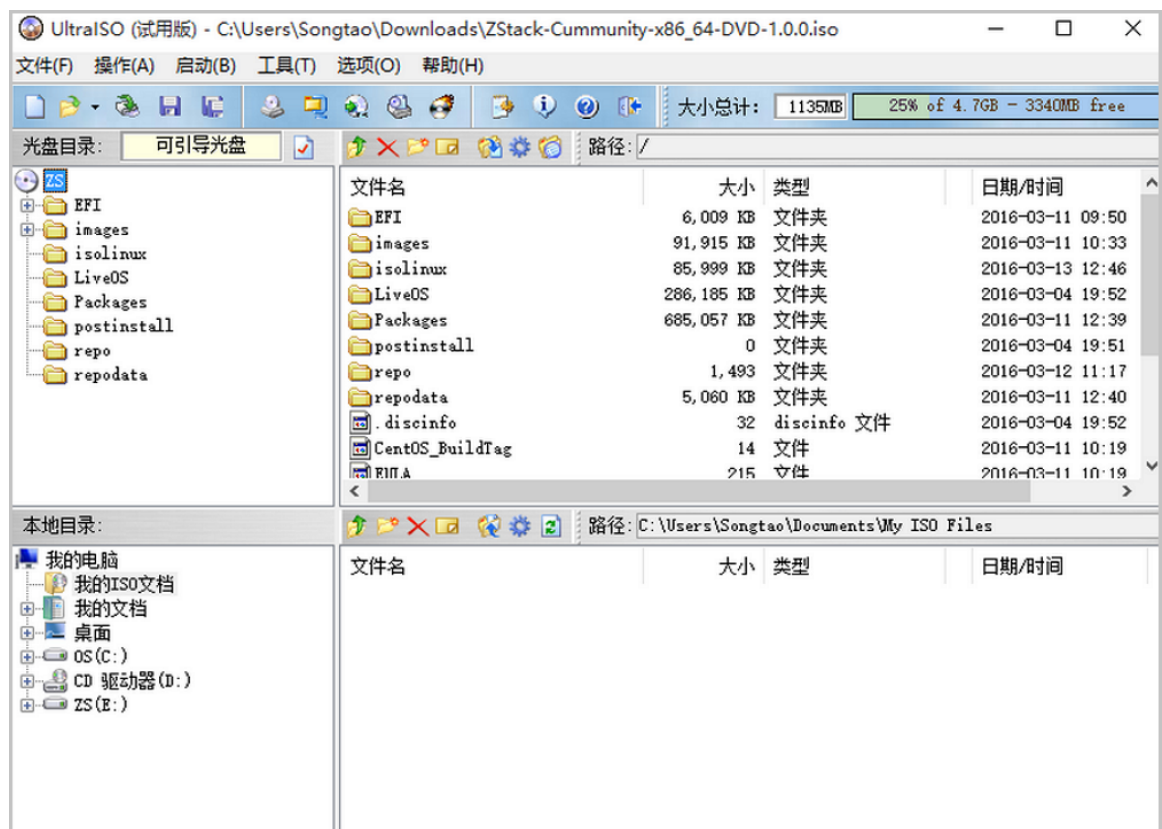 UltraISO (试用版) - C:\Users\Songtao\Downloads\ZStack-Cummunity-x86_64-DVD-1.0.0.iso
文件(F) 操作(A) 启动(B) 工具(T) 选项(O) 帮助(H)
大小总计: 1135MB 25% of 4.7GB - 3340MB free
光盘目录: 可引导光盘 路径: /
ZS
EFI
images
isolinux
LiveOS
Packages
postinstall
repo
repodata
文件名 大小 类型 日期/时间
EFI 6,009 KB 文件夹 2016-03-11 09:50
images 91,915 KB 文件夹 2016-03-11 10:33
isolinux 85,999 KB 文件夹 2016-03-13 12:46
LiveOS 286,185 KB 文件夹 2016-03-04 19:52
Packages 685,057 KB 文件夹 2016-03-11 12:39
postinstall 0 文件夹 2016-03-04 19:51
repo 1,493 文件夹 2016-03-12 11:17
repodata 5,060 KB 文件夹 2016-03-11 12:40
.discinfo 32 discinfo 文件 2016-03-04 19:52
CentOS_BuildTag 14 文件 2016-03-11 10:19
EULA 215 文件 2016-03-11 10:19
本地目录: 路径: C:\Users\Songtao\Documents\My ISO Files
我的电脑
我的ISO文档
我的文档
桌面
OS(C:)
CD 驱动器(D:)
ZS(E:)
文件名 大小 类型 日期/时间